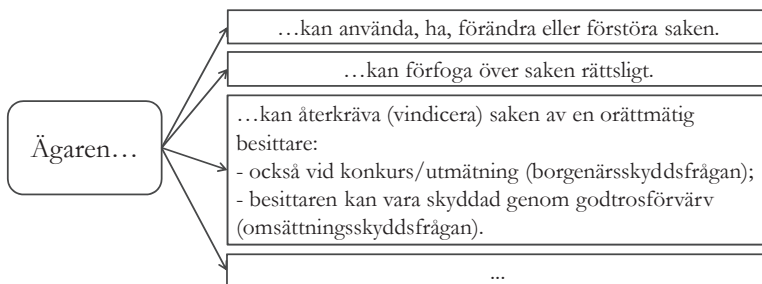 …kan använda, ha, förändra eller förstöra saken.
…kan förfoga över saken rättsligt.
Ägaren…
…kan återkräva (vindicera) saken av en orättmätig
besittare:
- också vid konkurs/utmätning (borgenärsskyddsfrågan);
- besittaren kan vara skyddad genom godtrosförvärv
(omsättningsskyddsfrågan).
...